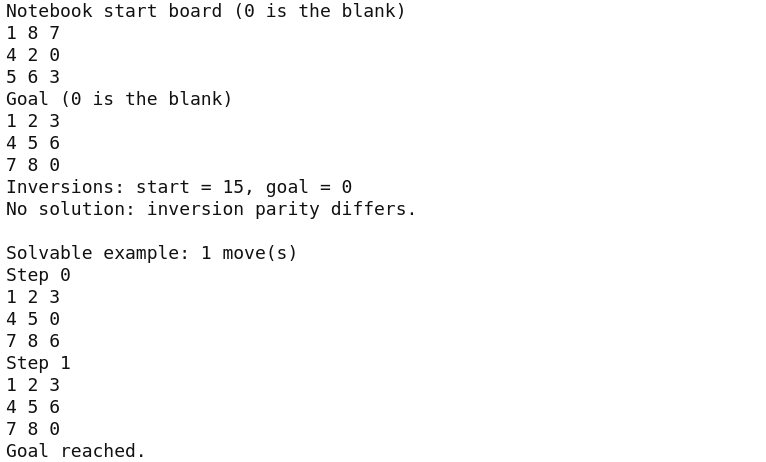 Notebook start board (0 is the blank)
1 8 7
4 2 0
5 6 3
Goal (0 is the blank)
1 2 3
4 5 6
7 8 0
Inversions: start = 15, goal = 0
No solution: inversion parity differs.

Solvable example: 1 move(s)
Step 0
1 2 3
4 5 0
7 8 6
Step 1
1 2 3
4 5 6
7 8 0
Goal reached.